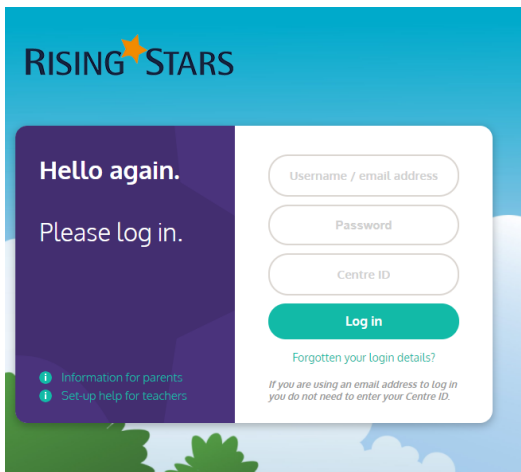 RISING STARS
Hello again.
Please log in.
Information for parents
Set-up help for teachers
Username / email address
Password
Centre ID
Log in
Forgotten your login details?
If you are using an email address to log in
you do not need to enter your Centre ID.